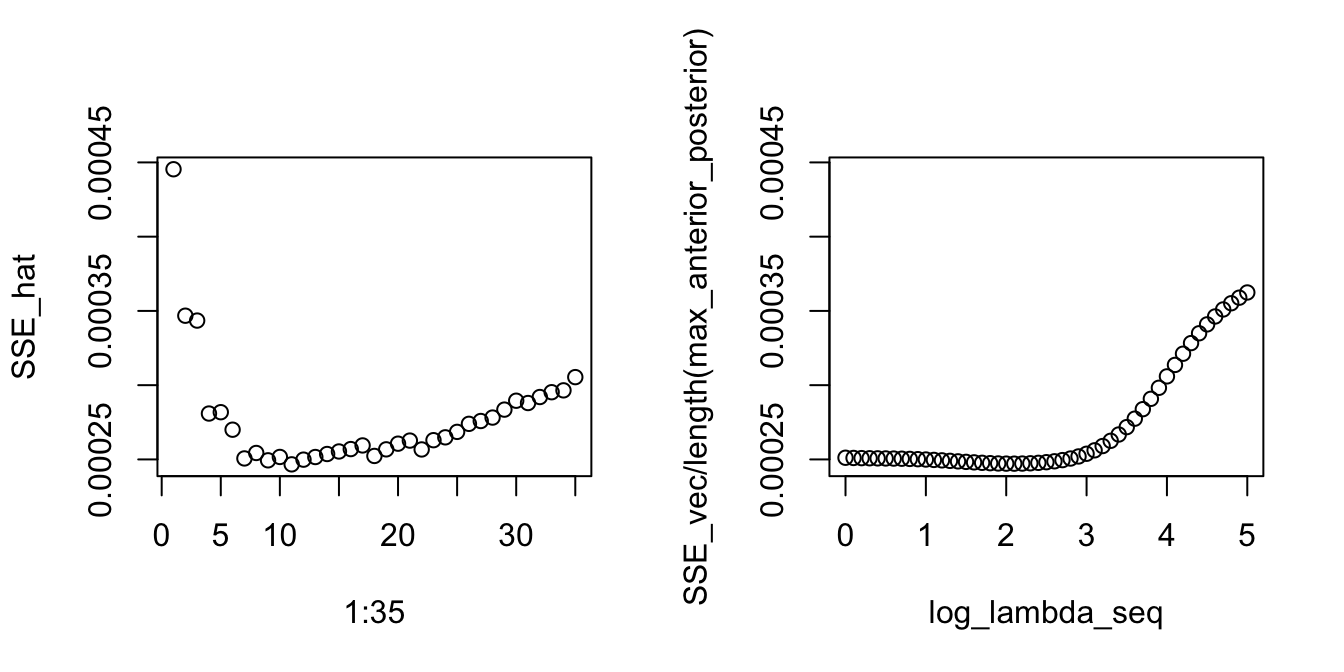 SSE_hat
0.00025
0.00035
0.00045
0 5 10 20 30
1:35
SSE_vec/length(max_anterior_posterior)
0.00025
0.00035
0.00045
0 1 2 3 4 5
log_lambda_seq